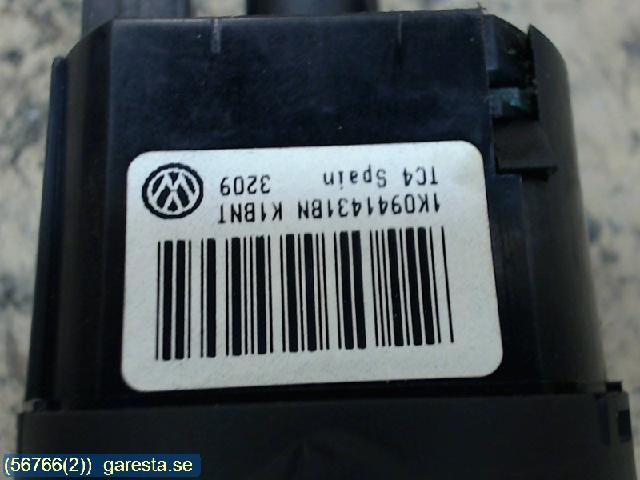 TC4 Spain 3209
1K0941431BN K1BNT
(56766(2)) garesta.se